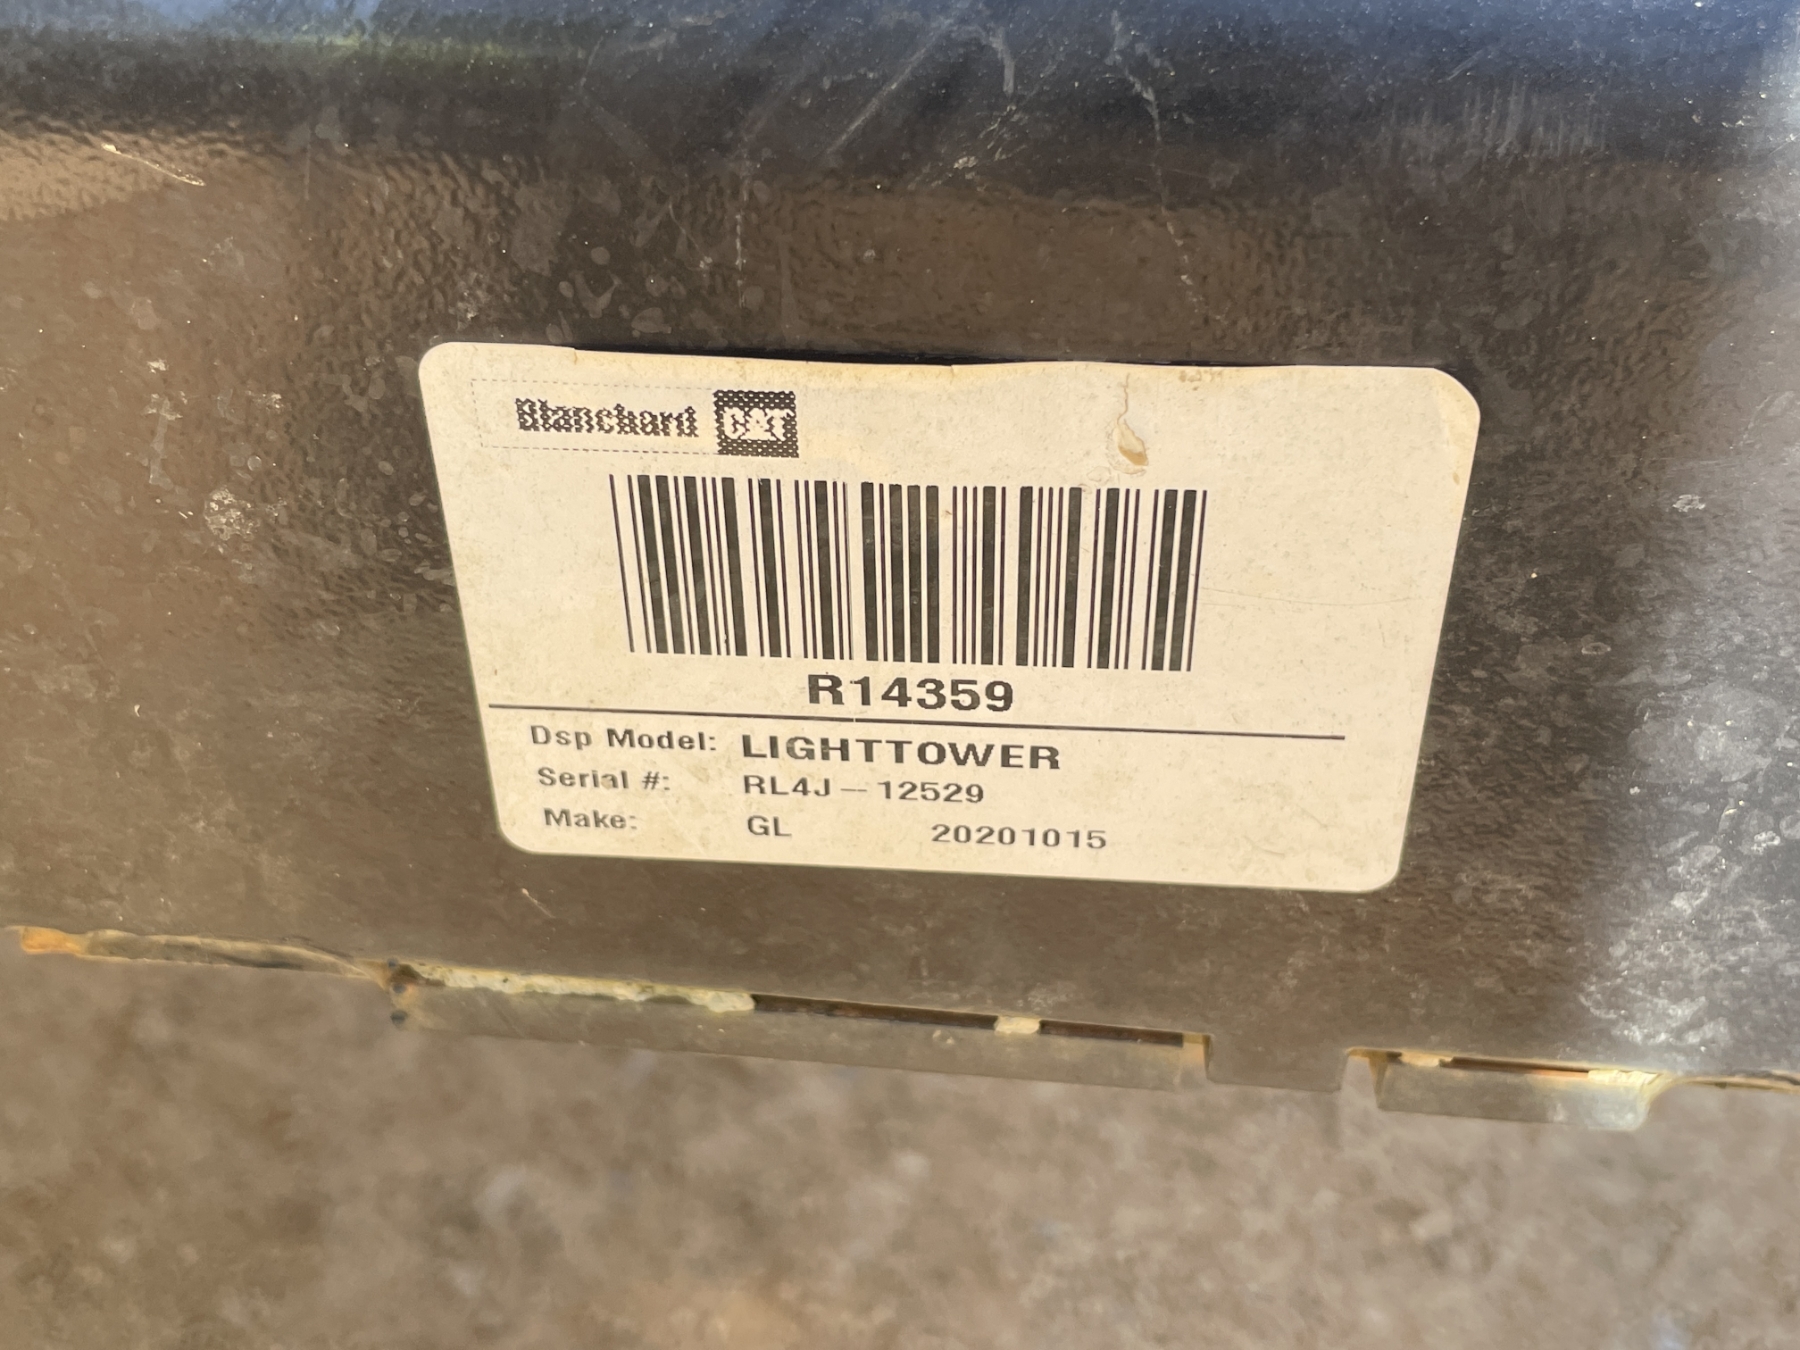 Blanchard CAT
R14359
Dsp Model: LIGHTTOWER
Serial #: RL4J-12529
Make: GL 20201015